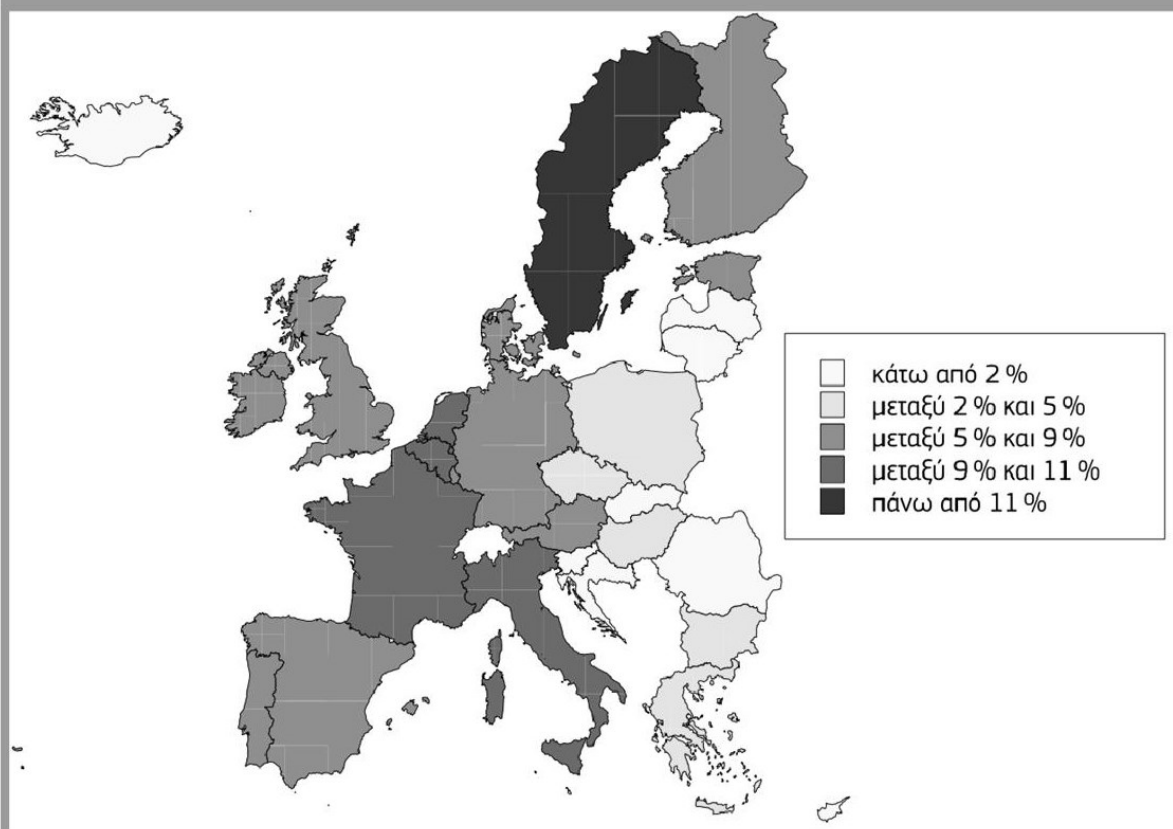 κάτω από 2 %
μεταξύ 2 % και 5 %
μεταξύ 5 % και 9 %
μεταξύ 9 % και 11 %
πάνω από 11 %